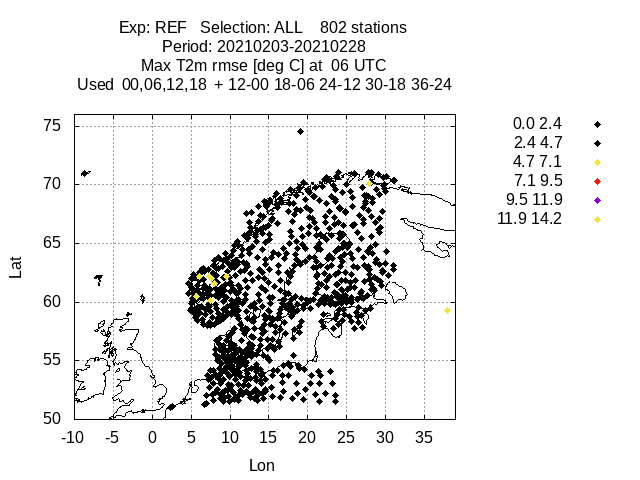 Exp: REF Selection: ALL 802 stations
Period: 20210203-20210228
Max T2m rmse [deg C] at 06 UTC
Used 00,06,12,18 + 12-00 18-06 24-12 30-18 36-24
0.0 2.4
2.4 4.7
4.7 7.1
7.1 9.5
9.5 11.9
11.9 14.2
75
70
65
60
55
50
Lat
-10 -5 0 5 10 15 20 25 30 35
Lon